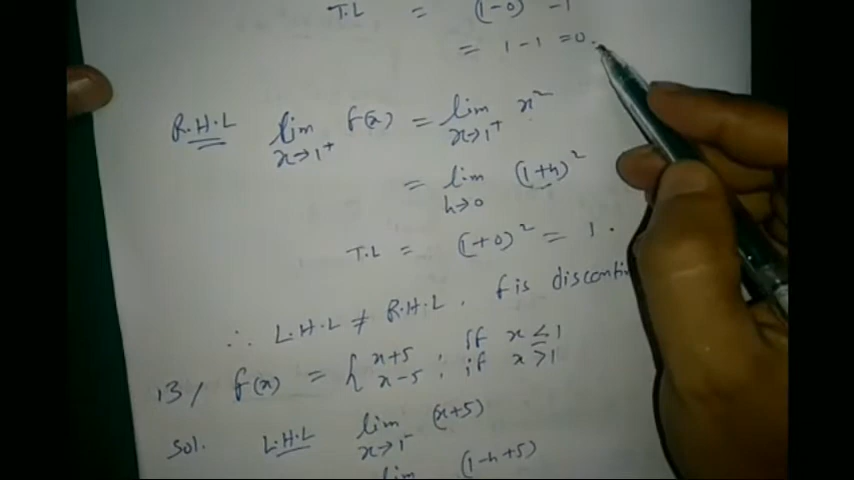 T.L = (1-0) -1
= 1-1 =0.
R.H.L lim x→1+ f(x) = lim x→1+ x²
= lim h→0 (1+h)²
T.L = (1+0)² = 1.
∴ L.H.L ≠ R.H.L. f is discontin
13/ f(x) = { x+5 ; if x ≤ 1
x-5 ; if x > 1
Sol. L.H.L lim x→1- (x+5)
lim (1-h+5)